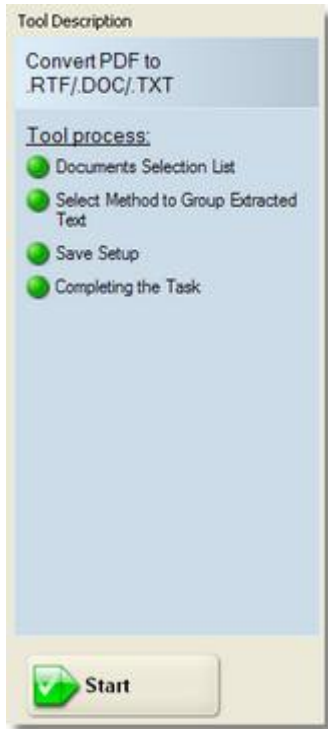 Tool Description
Convert PDF to
.RTF/.DOC/.TXT
Tool process:
Documents Selection List
Select Method to Group Extracted
Text
Save Setup
Completing the Task
Start